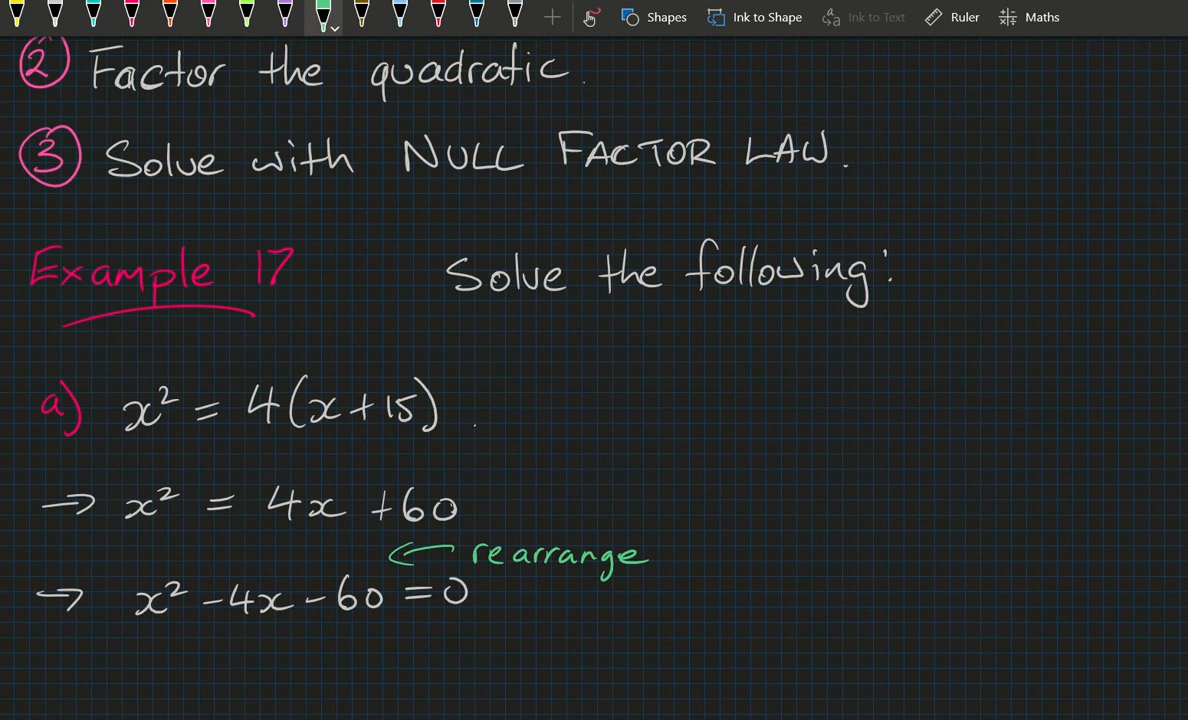 Shapes Ink to Shape Ink to Text Ruler Maths
② Factor the quadratic.
③ Solve with NULL FACTOR LAW.
Example 17 Solve the following:
a) x² = 4(x+15).
→ x² = 4x +60
← rearrange
→ x² -4x - 60 = 0